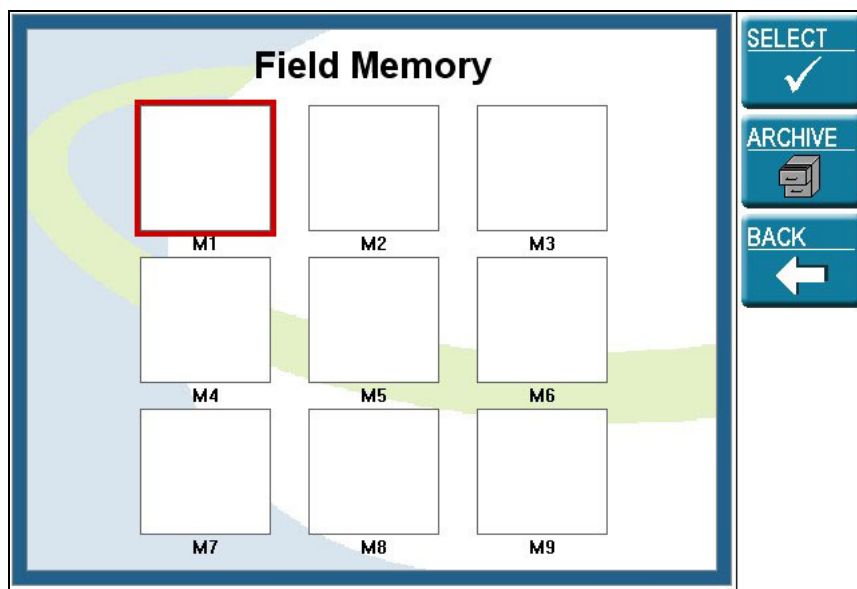 Field Memory
M1 M2 M3
M4 M5 M6
M7 M8 M9
SELECT
ARCHIVE
BACK